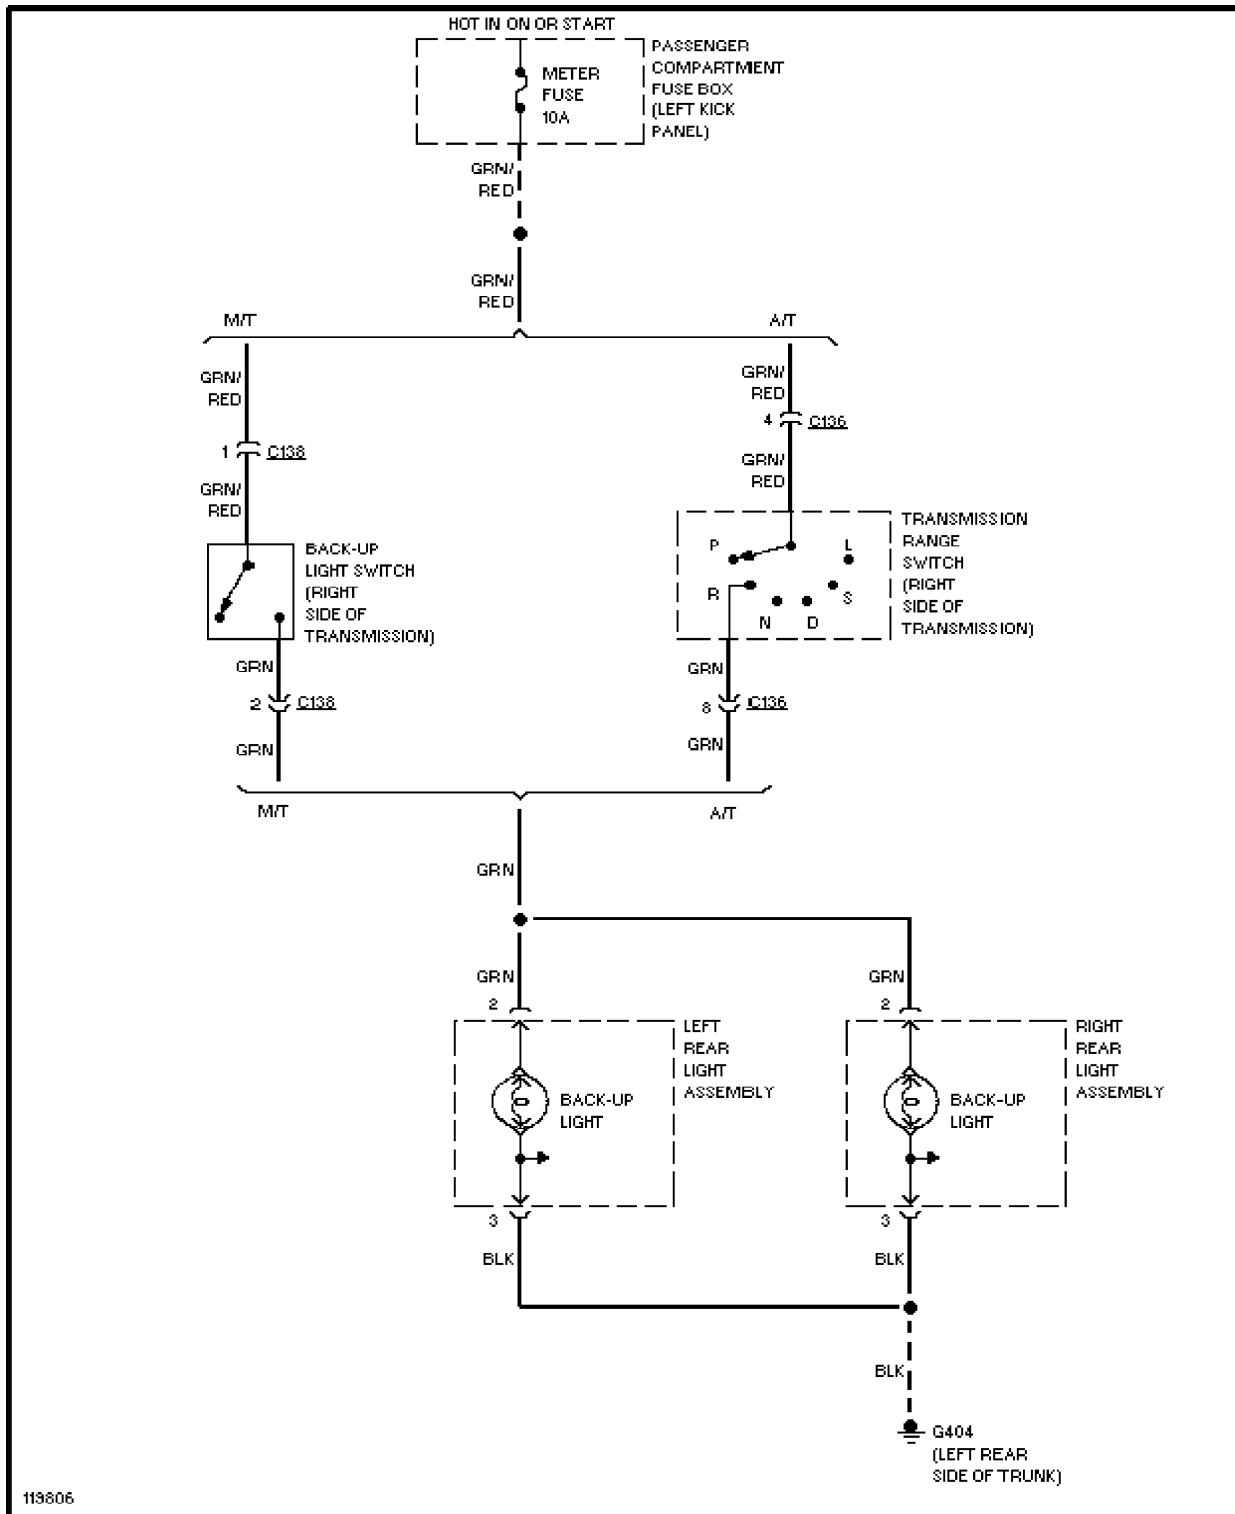 HOT IN ON OR START
PASSENGER
COMPARTMENT
FUSE BOX
(LEFT KICK
PANEL)
METER
FUSE
10A
GRN/
RED
GRN/
RED
M/T
A/T
GRN/
RED
1
C138
GRN/
RED
GRN/
RED
4
C136
GRN/
RED
BACK-UP
LIGHT SWITCH
(RIGHT
SIDE OF
TRANSMISSION)
P
R
N
D
S
L
TRANSMISSION
RANGE
SWITCH
(RIGHT
SIDE OF
TRANSMISSION)
GRN
2
C138
GRN
GRN
8
C136
GRN
M/T
A/T
GRN
GRN
2
GRN
2
LEFT
REAR
LIGHT
ASSEMBLY
BACK-UP
LIGHT
RIGHT
REAR
LIGHT
ASSEMBLY
BACK-UP
LIGHT
3
BLK
3
BLK
BLK
G404
(LEFT REAR
SIDE OF TRUNK)
119806